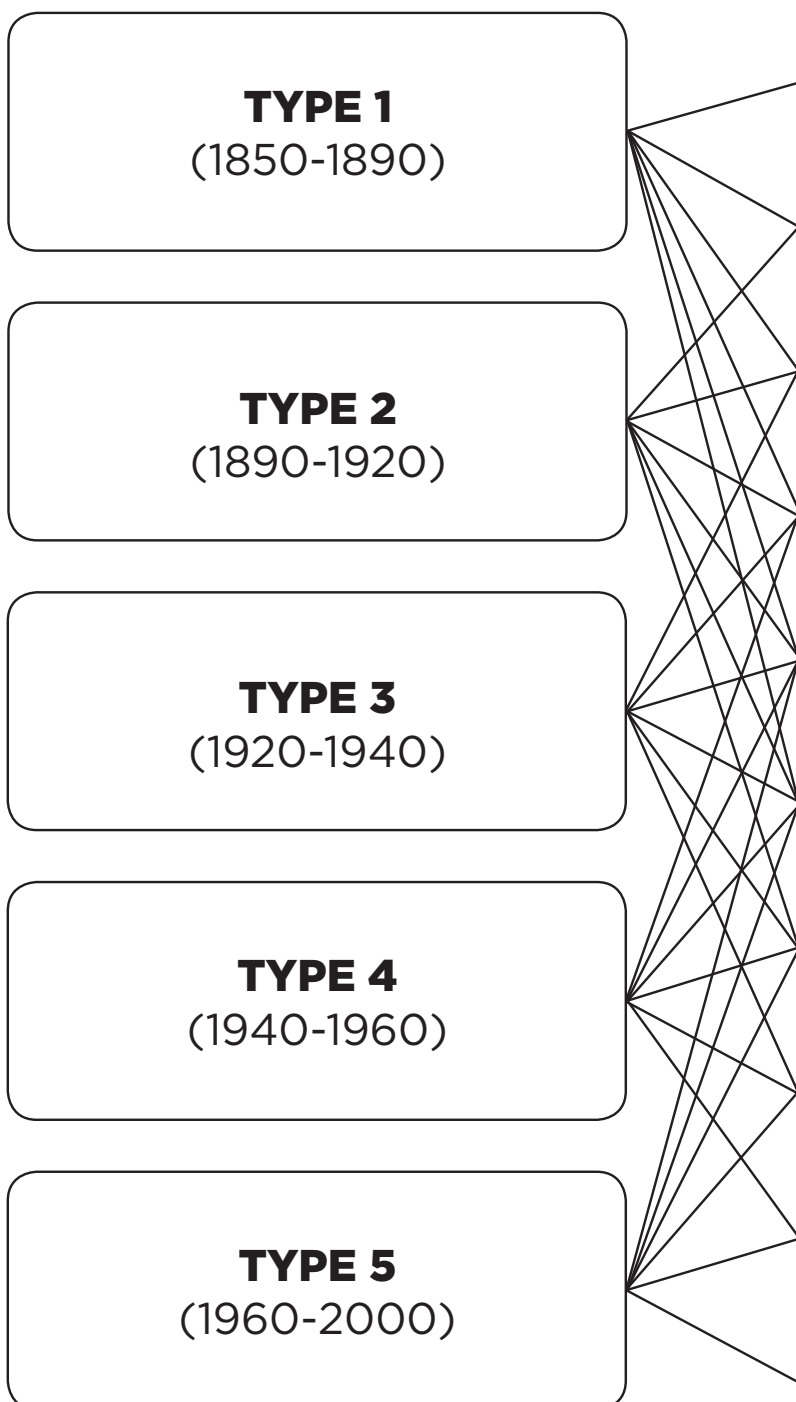 TYPE 1
(1850-1890)
TYPE 2
(1890-1920)
TYPE 3
(1920-1940)
TYPE 4
(1940-1960)
TYPE 5
(1960-2000)